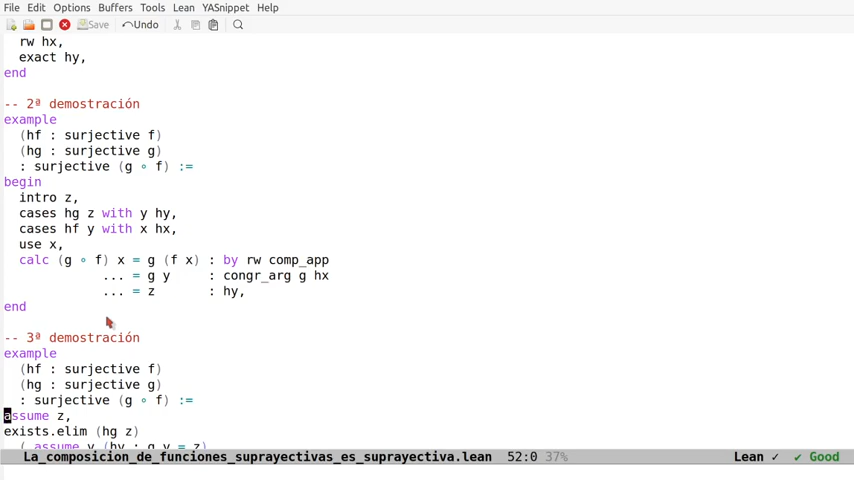 File Edit Options Buffers Tools Lean YASnippet Help
Save Undo
rw hx,
exact hy,
end
-- 2ª demostración
example
(hf : surjective f)
(hg : surjective g)
: surjective (g ∘ f) :=
begin
intro z,
cases hg z with y hy,
cases hf y with x hx,
use x,
calc (g ∘ f) x = g (f x) : by rw comp_app
... = g y : congr_arg g hx
... = z : hy,
end
-- 3ª demostración
example
(hf : surjective f)
(hg : surjective g)
: surjective (g ∘ f) :=
assume z,
exists.elim (hg z)
( assume y (hy : g y = z)
La_composicion_de_funciones_suprayectivas_es_suprayectiva.lean 52:0 37% Lean ✓ ✔ Good